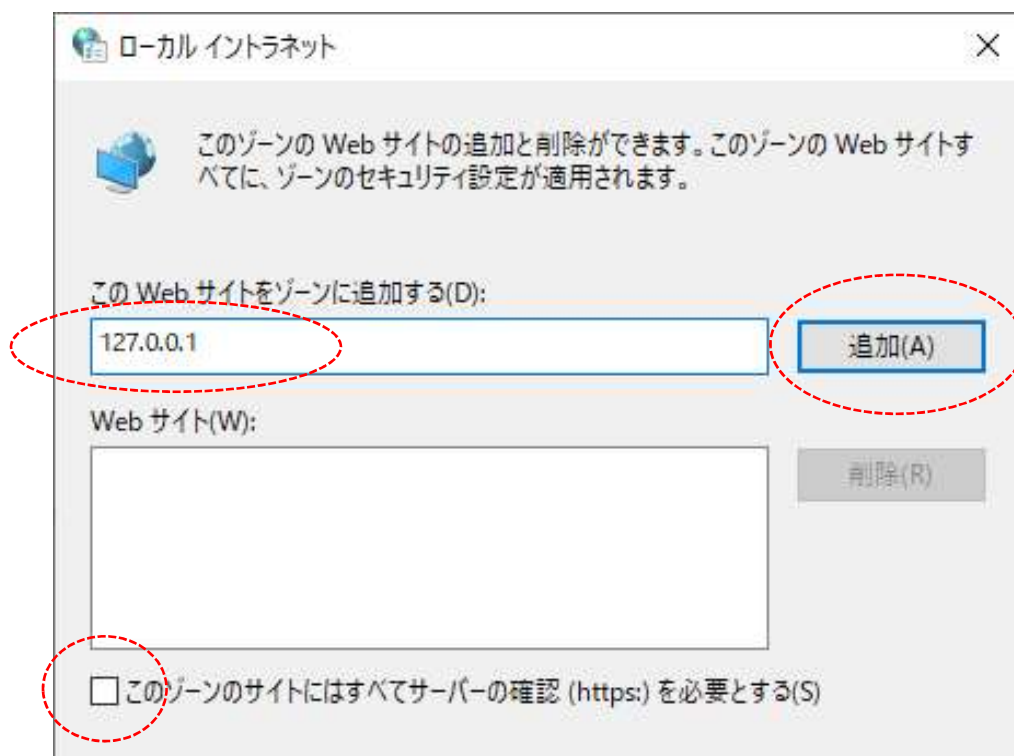 ローカル イントラネット
このゾーンの Web サイトの追加と削除ができます。このゾーンの Web サイトす
べてに、ゾーンのセキュリティ設定が適用されます。
この Web サイトをゾーンに追加する(D):
127.0.0.1
追加(A)
Web サイト(W):
削除(R)
このゾーンのサイトにはすべてサーバーの確認 (https:) を必要とする(S)